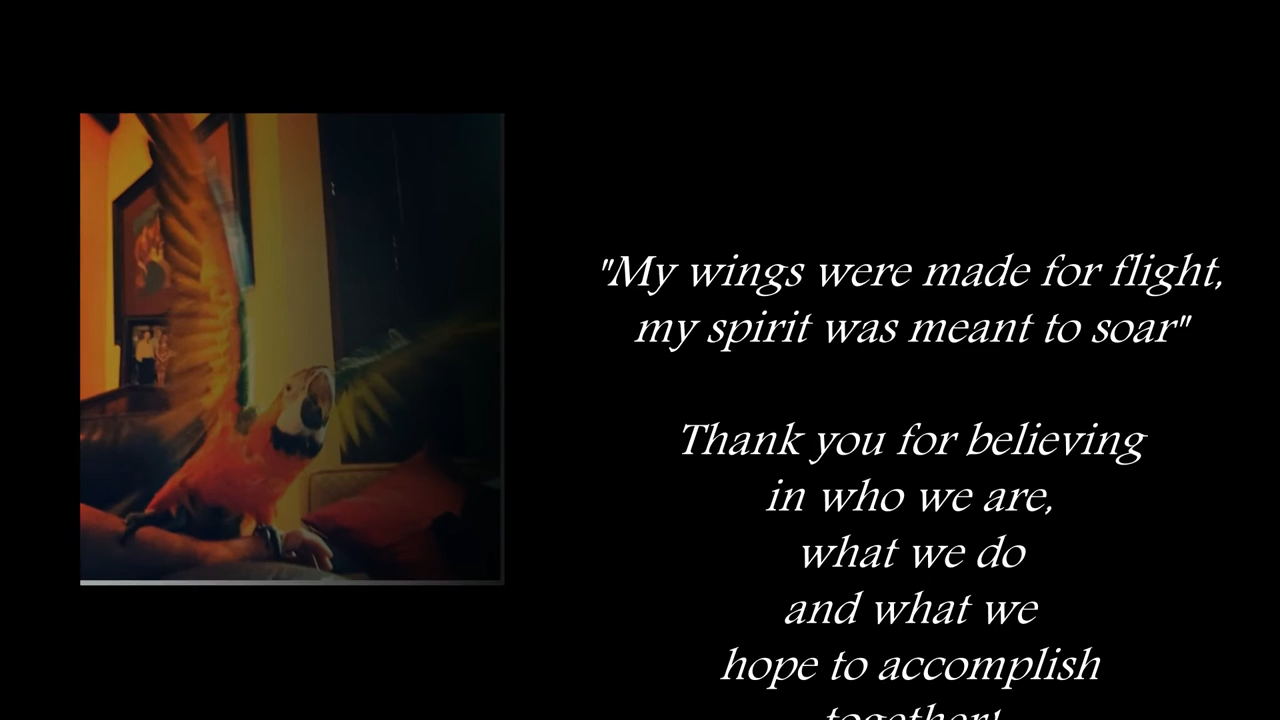 "My wings were made for flight,
my spirit was meant to soar"
Thank you for believing
in who we are,
what we do
and what we
hope to accomplish
together!